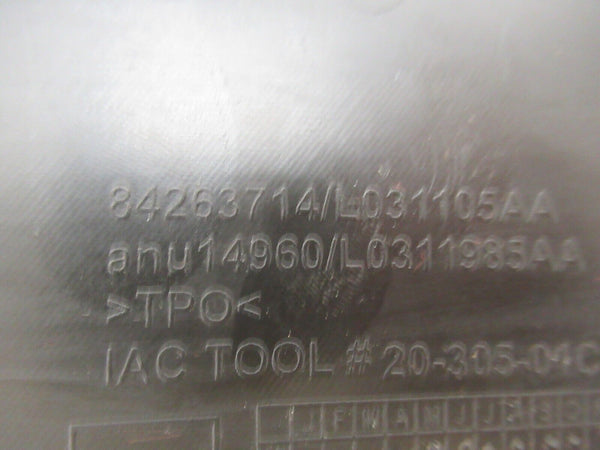 84263714/L031105AA
anu14960/L0311985AA
>TPO<
IAC TOOL # 20-305-01C
J F M A M J J A S O